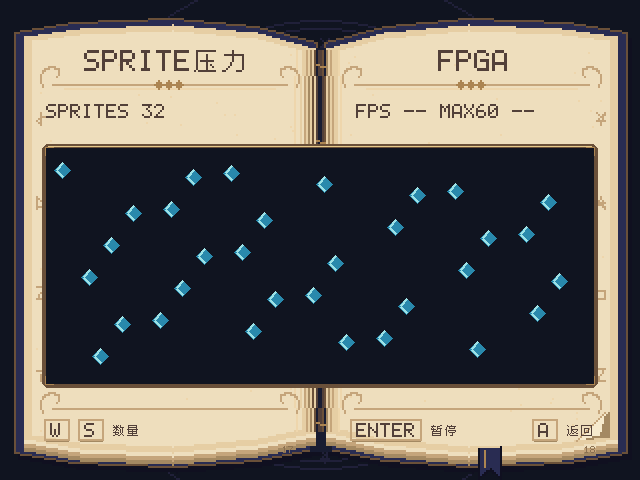 SPRITE压力
FPGA
SPRITES 32
FPS -- MAX60 --
W S 数量
ENTER 暂停
A 返回